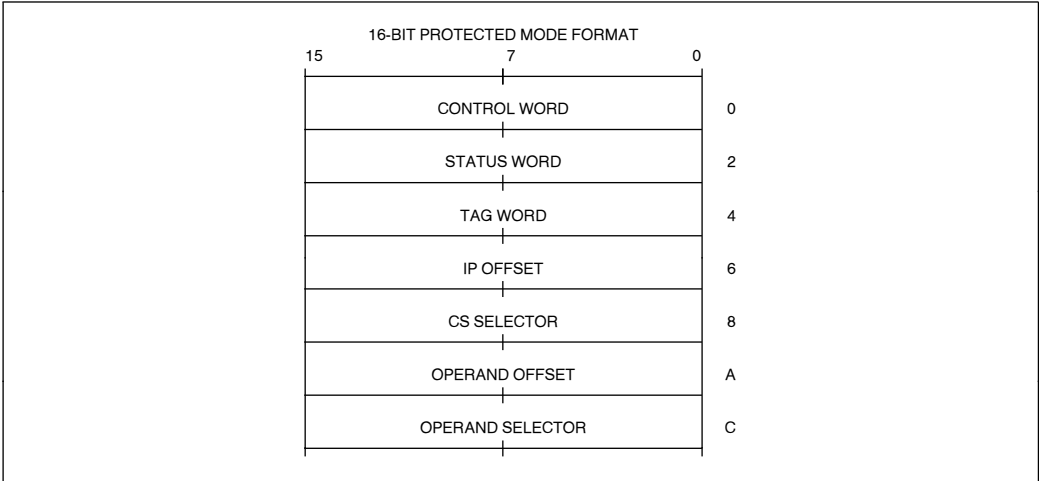 16-BIT PROTECTED MODE FORMAT
15 7 0
CONTROL WORD 0
STATUS WORD 2
TAG WORD 4
IP OFFSET 6
CS SELECTOR 8
OPERAND OFFSET A
OPERAND SELECTOR C